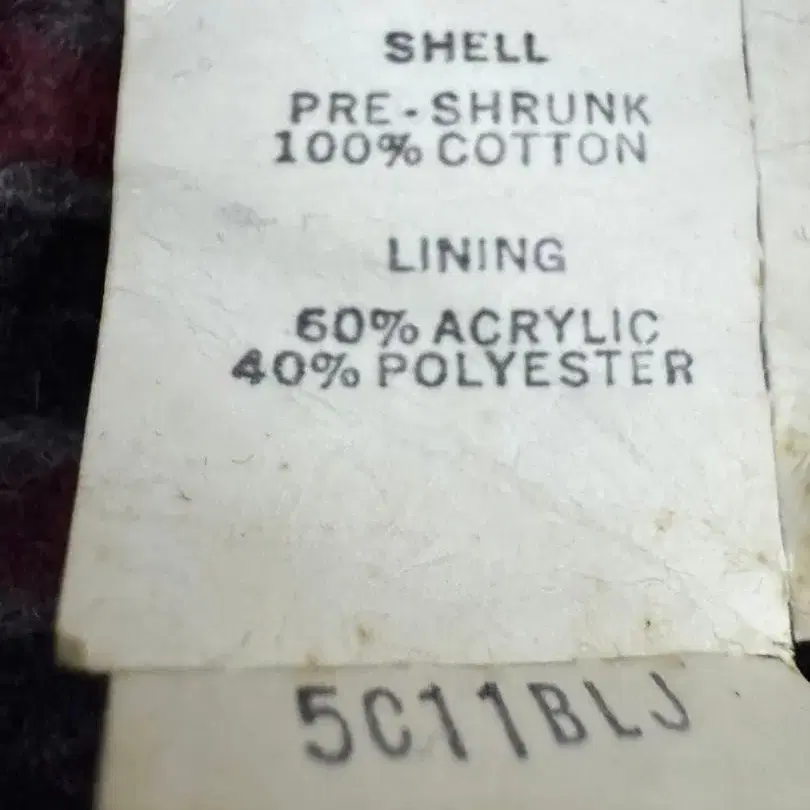 SHELL
PRE-SHRUNK
100% COTTON
LINING
60% ACRYLIC
40% POLYESTER
5C11BLJ